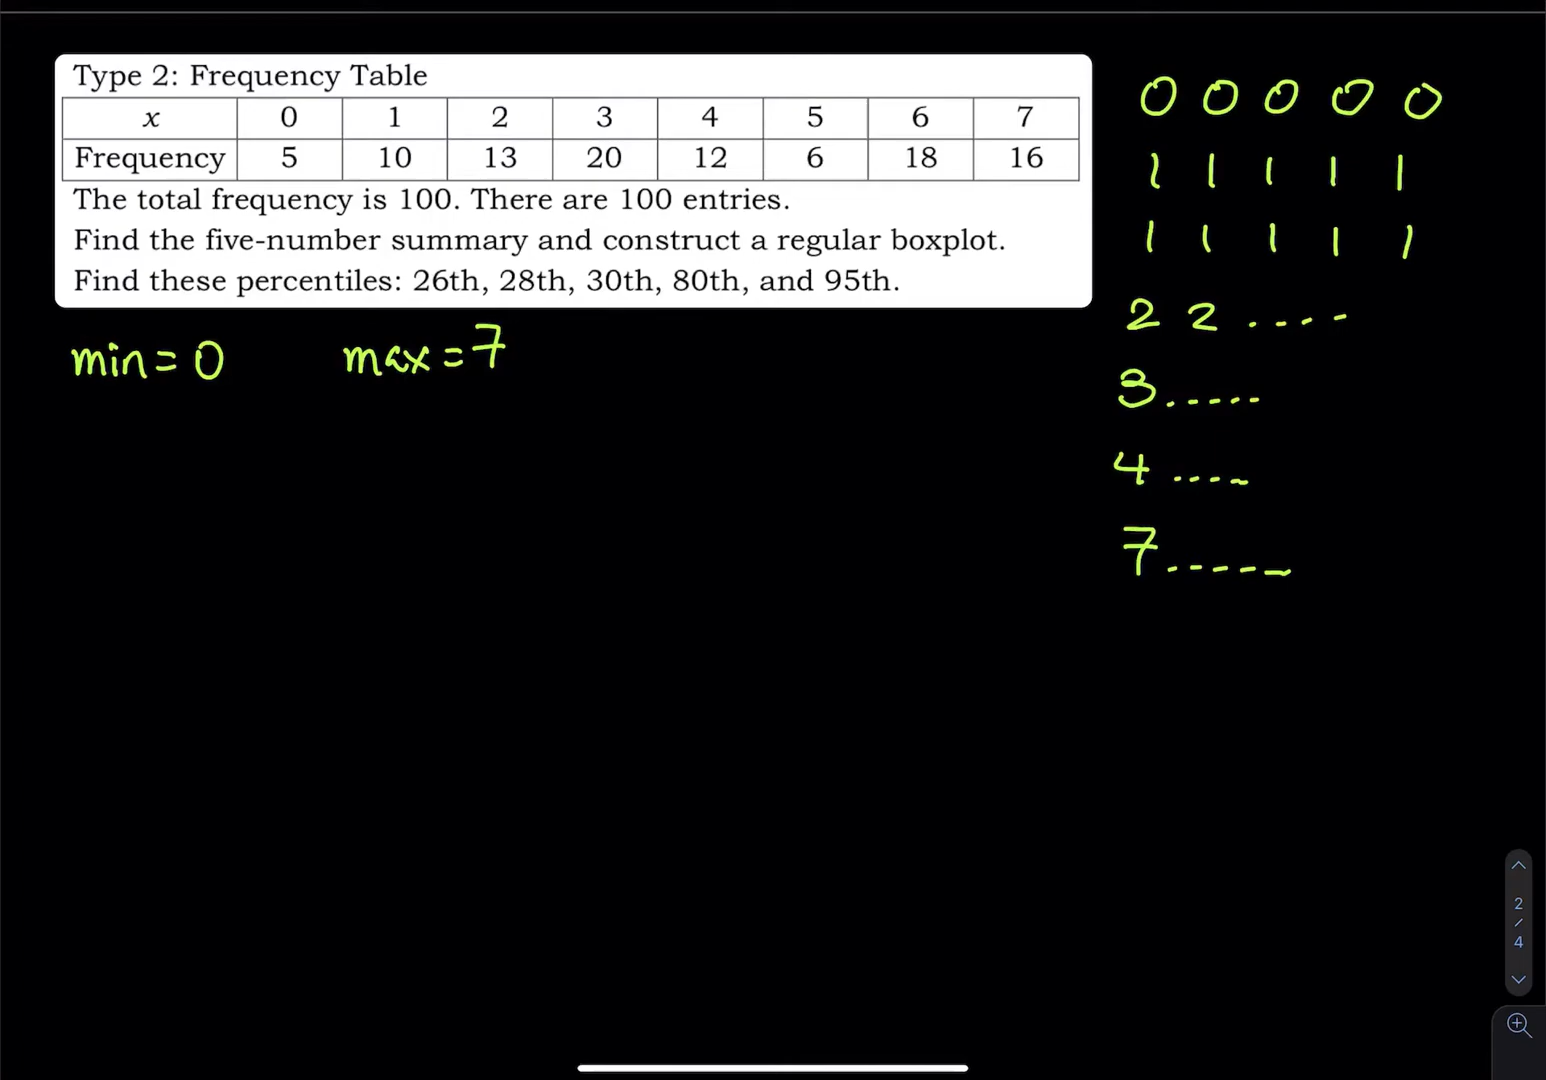 Type 2: Frequency Table
x 0 1 2 3 4 5 6 7
Frequency 5 10 13 20 12 6 18 16
The total frequency is 100. There are 100 entries.
Find the five-number summary and construct a regular boxplot.
Find these percentiles: 26th, 28th, 30th, 80th, and 95th.
min = 0 max = 7
0 0 0 0 0
1 1 1 1 1
1 1 1 1 1
2 2 ....-
3.-----
4 ....
7.-----
2
/
4